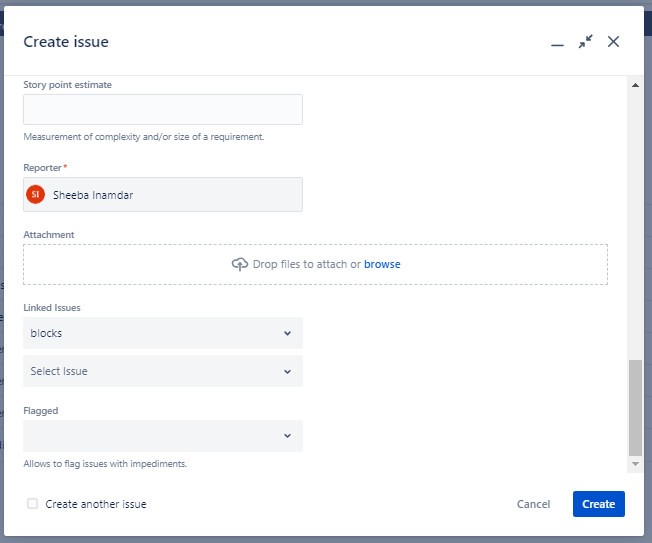 Create issue
Story point estimate
Measurement of complexity and/or size of a requirement.
Reporter*
SI Sheeba Inamdar
Attachment
Drop files to attach or browse
Linked Issues
blocks
Select Issue
Flagged
Allows to flag issues with impediments.
Create another issue
Cancel
Create